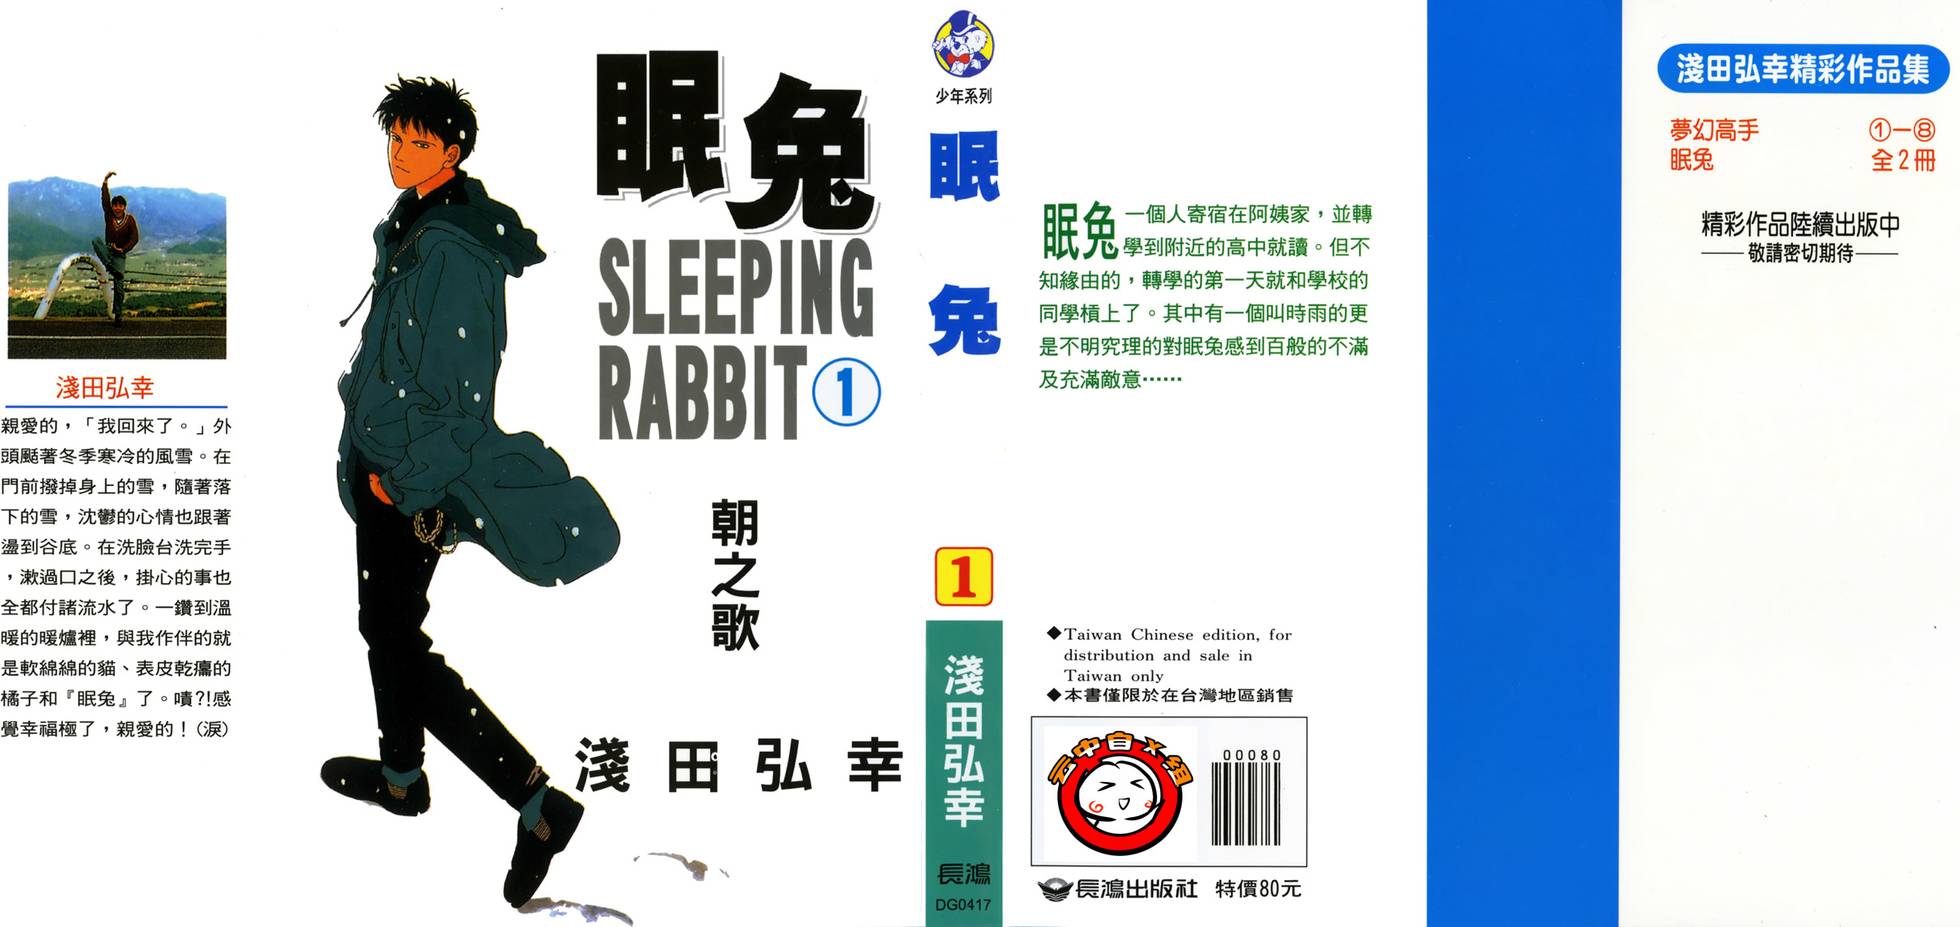 淺田弘幸
親愛的，「我回來了。」外
頭颳著冬季寒冷的風雪。在
門前撥掉身上的雪，隨著落
下的雪，沈鬱的心情也跟著
盪到谷底。在洗臉台洗完手
，漱過口之後，掛心的事也
全都付諸流水了。一鑽到溫
暖的暖爐裡，與我作伴的就
是軟綿綿的貓、表皮乾癟的
橘子和『眠兔』了。嘖?!感
覺幸福極了，親愛的！(淚)
眠兔
SLEEPING
RABBIT 1
朝之歌
淺田弘幸
少年系列
眠兔
1
淺田弘幸
長鴻
DG0417
眠兔 一個人寄宿在阿姨家，並轉
學到附近的高中就讀。但不
知緣由的，轉學的第一天就和學校的
同學槓上了。其中有一個叫時雨的更
是不明究理的對眠兔感到百般的不滿
及充滿敵意……
◆Taiwan Chinese edition, for
distribution and sale in
Taiwan only
◆本書僅限於在台灣地區銷售
云中自X組
00080
長鴻出版社 特價80元
淺田弘幸精彩作品集
夢幻高手 ①—⑧
眠兔 全2冊
精彩作品陸續出版中
——敬請密切期待——